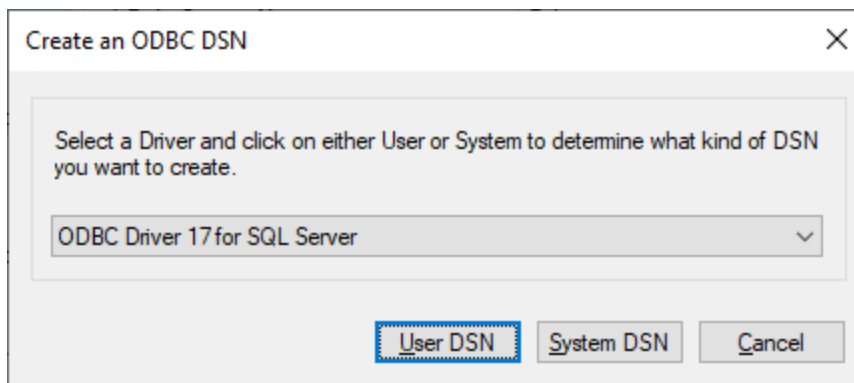 Create an ODBC DSN
Select a Driver and click on either User or System to determine what kind of DSN
you want to create.
ODBC Driver 17 for SQL Server
User DSN
System DSN
Cancel